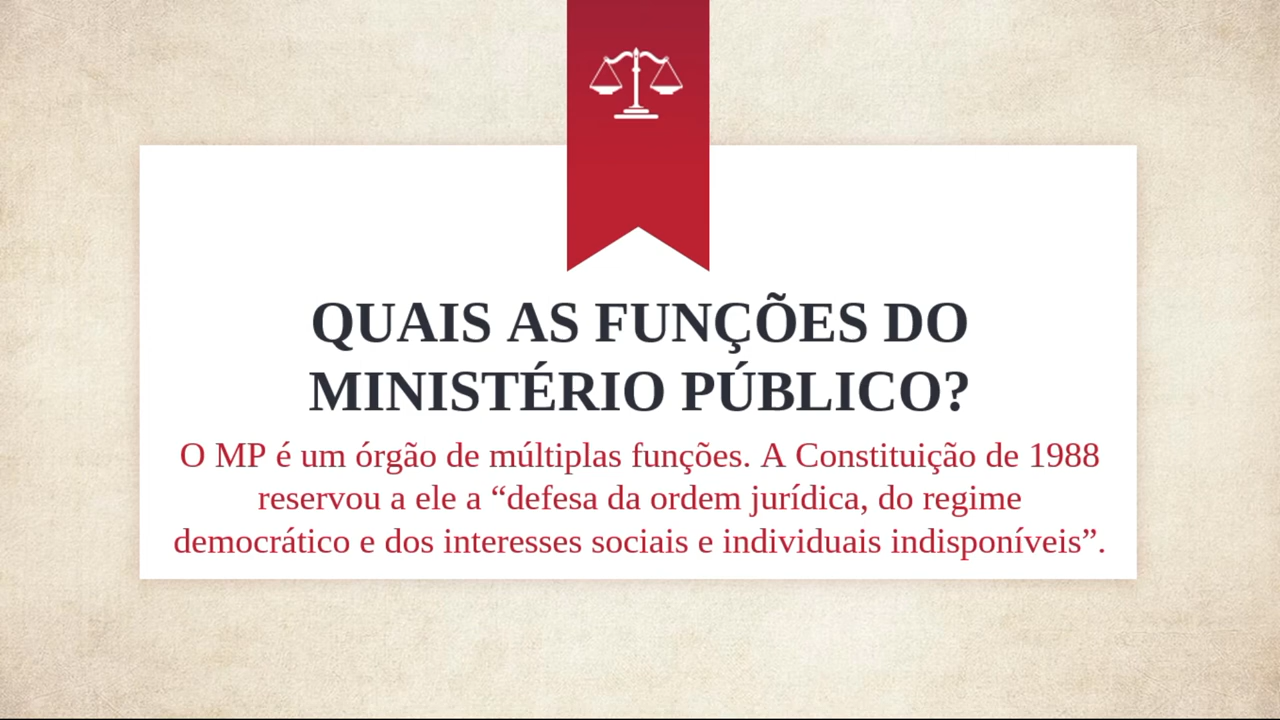 QUAIS AS FUNÇÕES DO
MINISTÉRIO PÚBLICO?
O MP é um órgão de múltiplas funções. A Constituição de 1988
reservou a ele a “defesa da ordem jurídica, do regime
democrático e dos interesses sociais e individuais indisponíveis”.